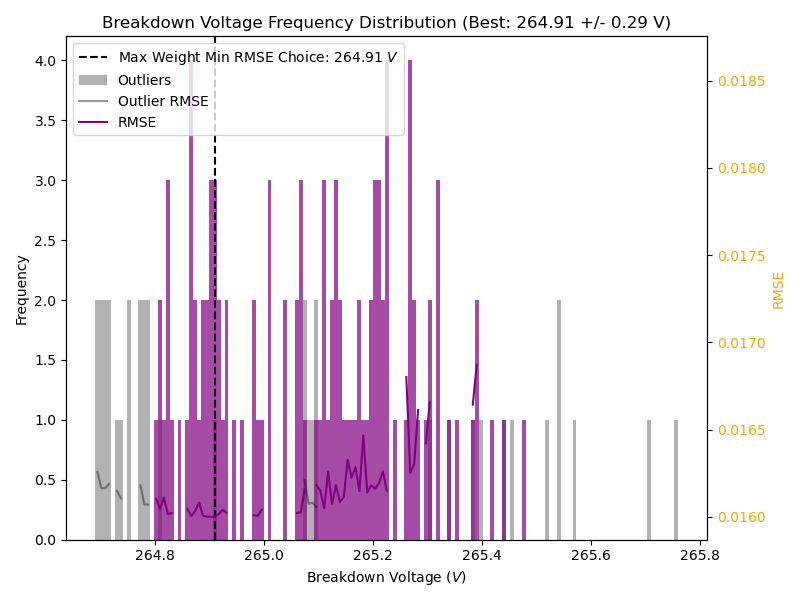 Breakdown Voltage Frequency Distribution (Best: 264.91 +/- 0.29 V)
Max Weight Min RMSE Choice: 264.91 V
Outliers
Outlier RMSE
RMSE
4.0
3.5
3.0
2.5
2.0
1.5
1.0
0.5
0.0
Frequency
264.8
265.0
265.2
265.4
265.6
265.8
Breakdown Voltage (V)
0.0185
0.0180
0.0175
0.0170
0.0165
0.0160
RMSE